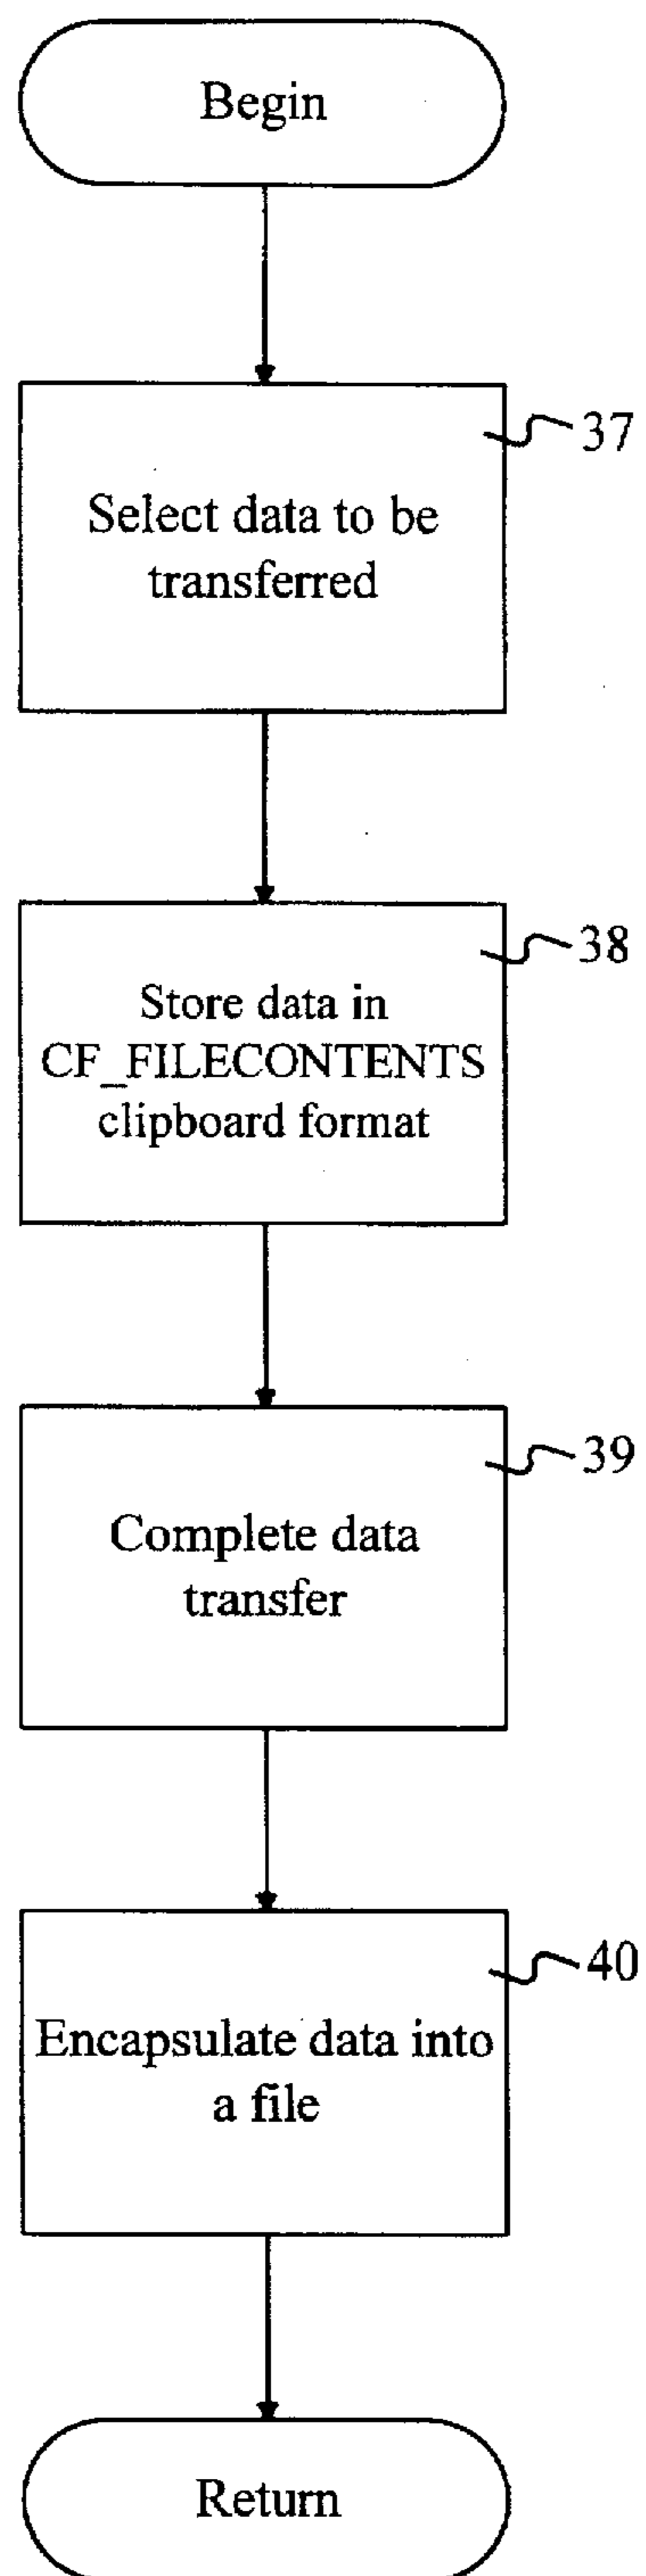 Begin
37
Select data to be
transferred
38
Store data in
CF_FILECONTENTS
clipboard format
39
Complete data
transfer
40
Encapsulate data into
a file
Return